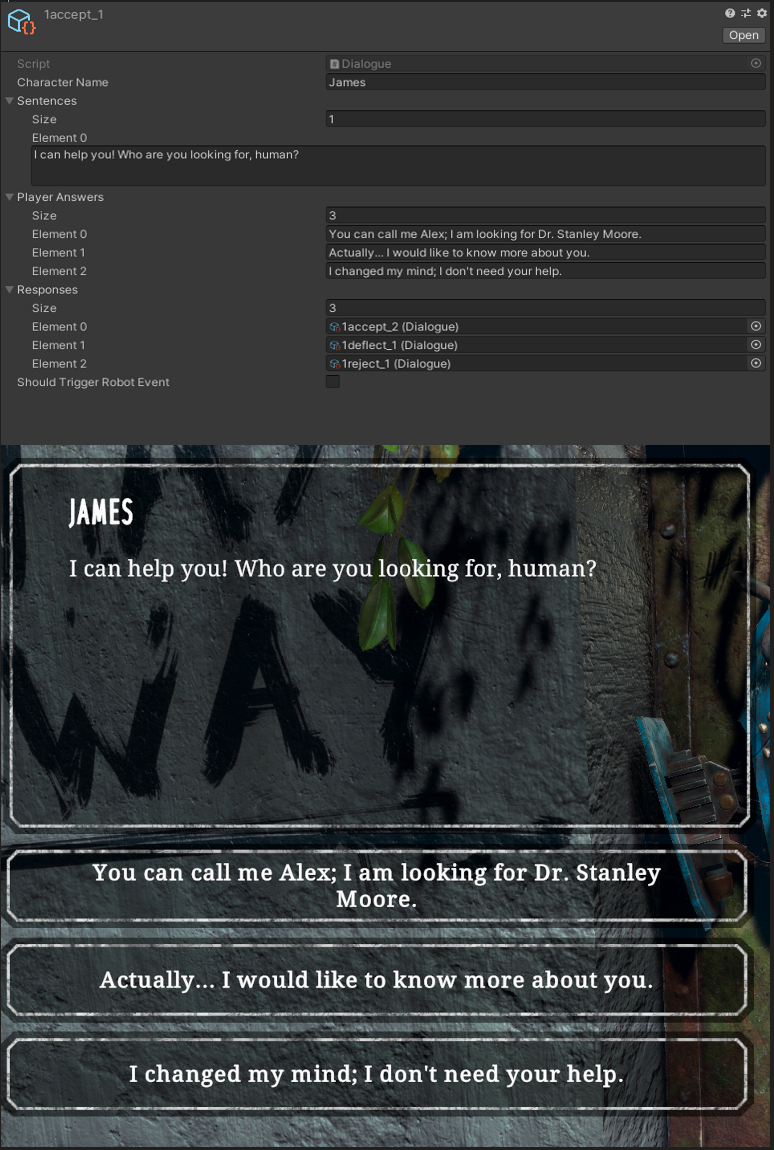 1accept_1
Open
Script Dialogue
Character Name James
Sentences
Size 1
Element 0
I can help you! Who are you looking for, human?
Player Answers
Size 3
Element 0 You can call me Alex; I am looking for Dr. Stanley Moore.
Element 1 Actually... I would like to know more about you.
Element 2 I changed my mind; I don't need your help.
Responses
Size 3
Element 0 1accept_2 (Dialogue)
Element 1 1deflect_1 (Dialogue)
Element 2 1reject_1 (Dialogue)
Should Trigger Robot Event
JAMES
I can help you! Who are you looking for, human?
WAY
You can call me Alex; I am looking for Dr. Stanley
Moore.
Actually... I would like to know more about you.
I changed my mind; I don't need your help.